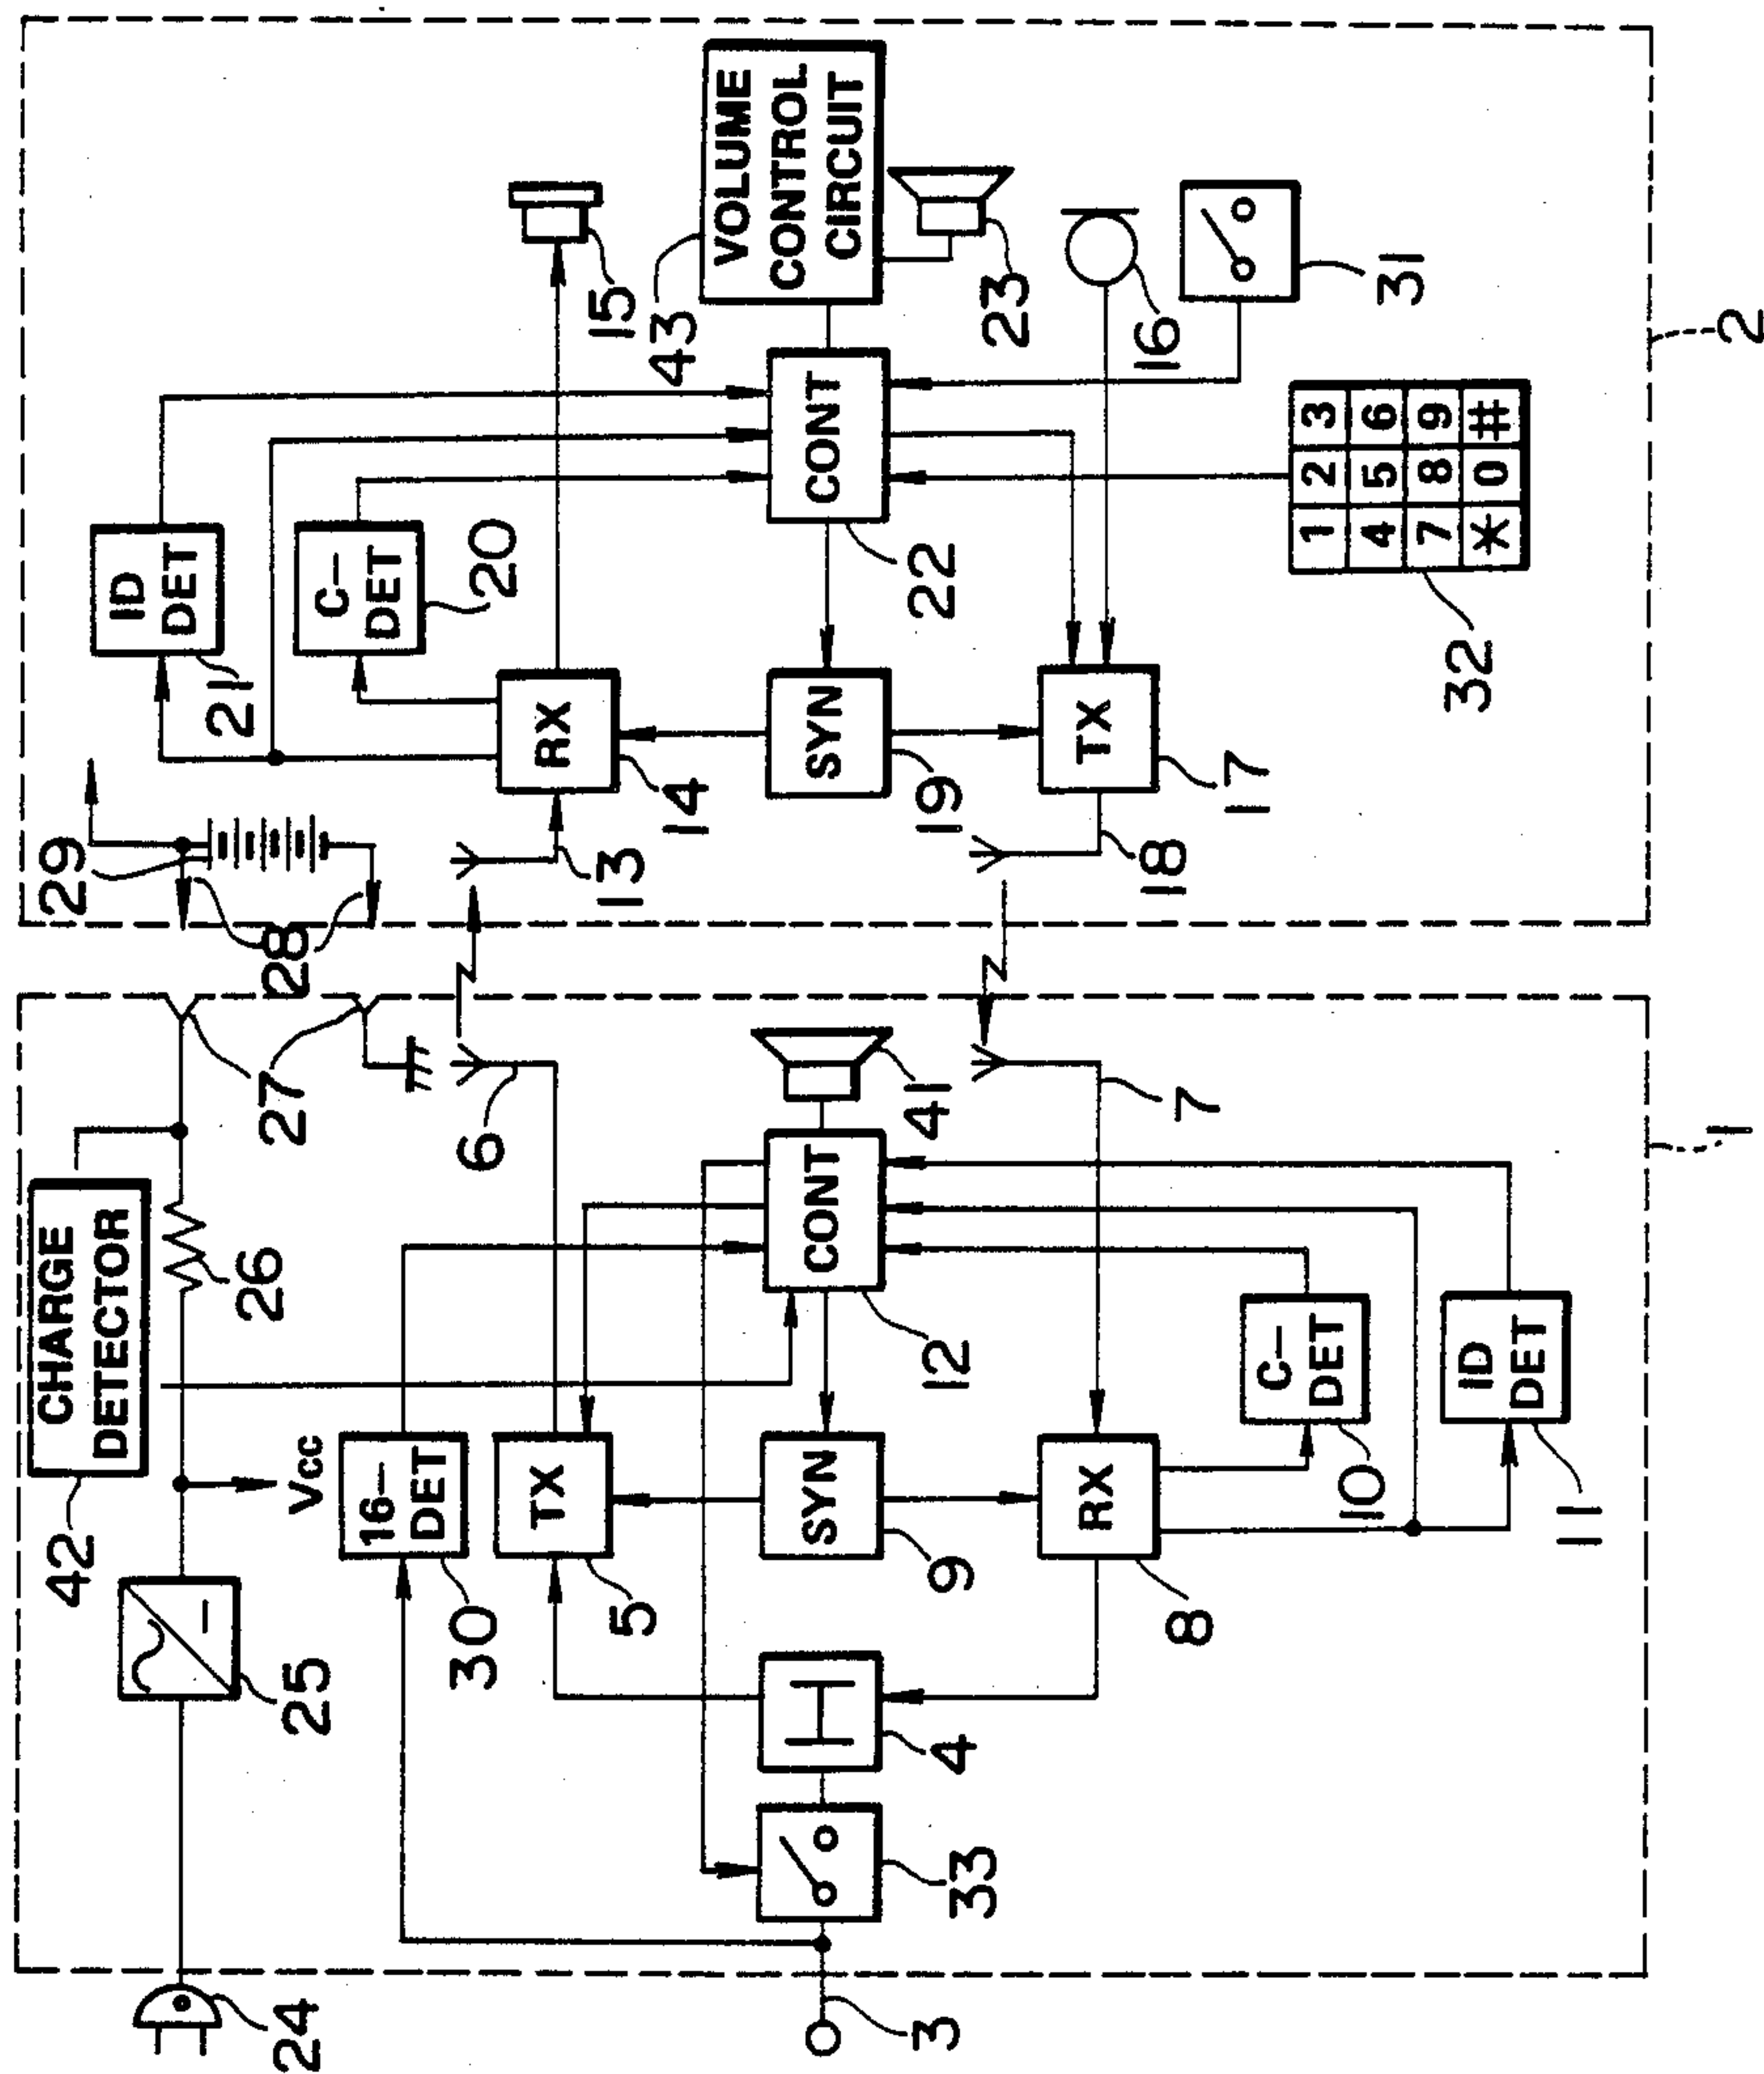 CHARGE
DETECTOR
42
24
25
Vcc
26
27
28
29
16-
DET
30
TX
5
6
SYN
9
RX
8
7
4
33
3
CONT
12
41
C-
DET
10
ID
DET
11
1
ID
DET
21
C-
DET
20
RX
14
13
15
SYN
19
CONT
22
VOLUME
CONTROL
CIRCUIT
43
23
TX
17
18
16
31
1 2 3
4 5 6
7 8 9
* 0 #
32
2